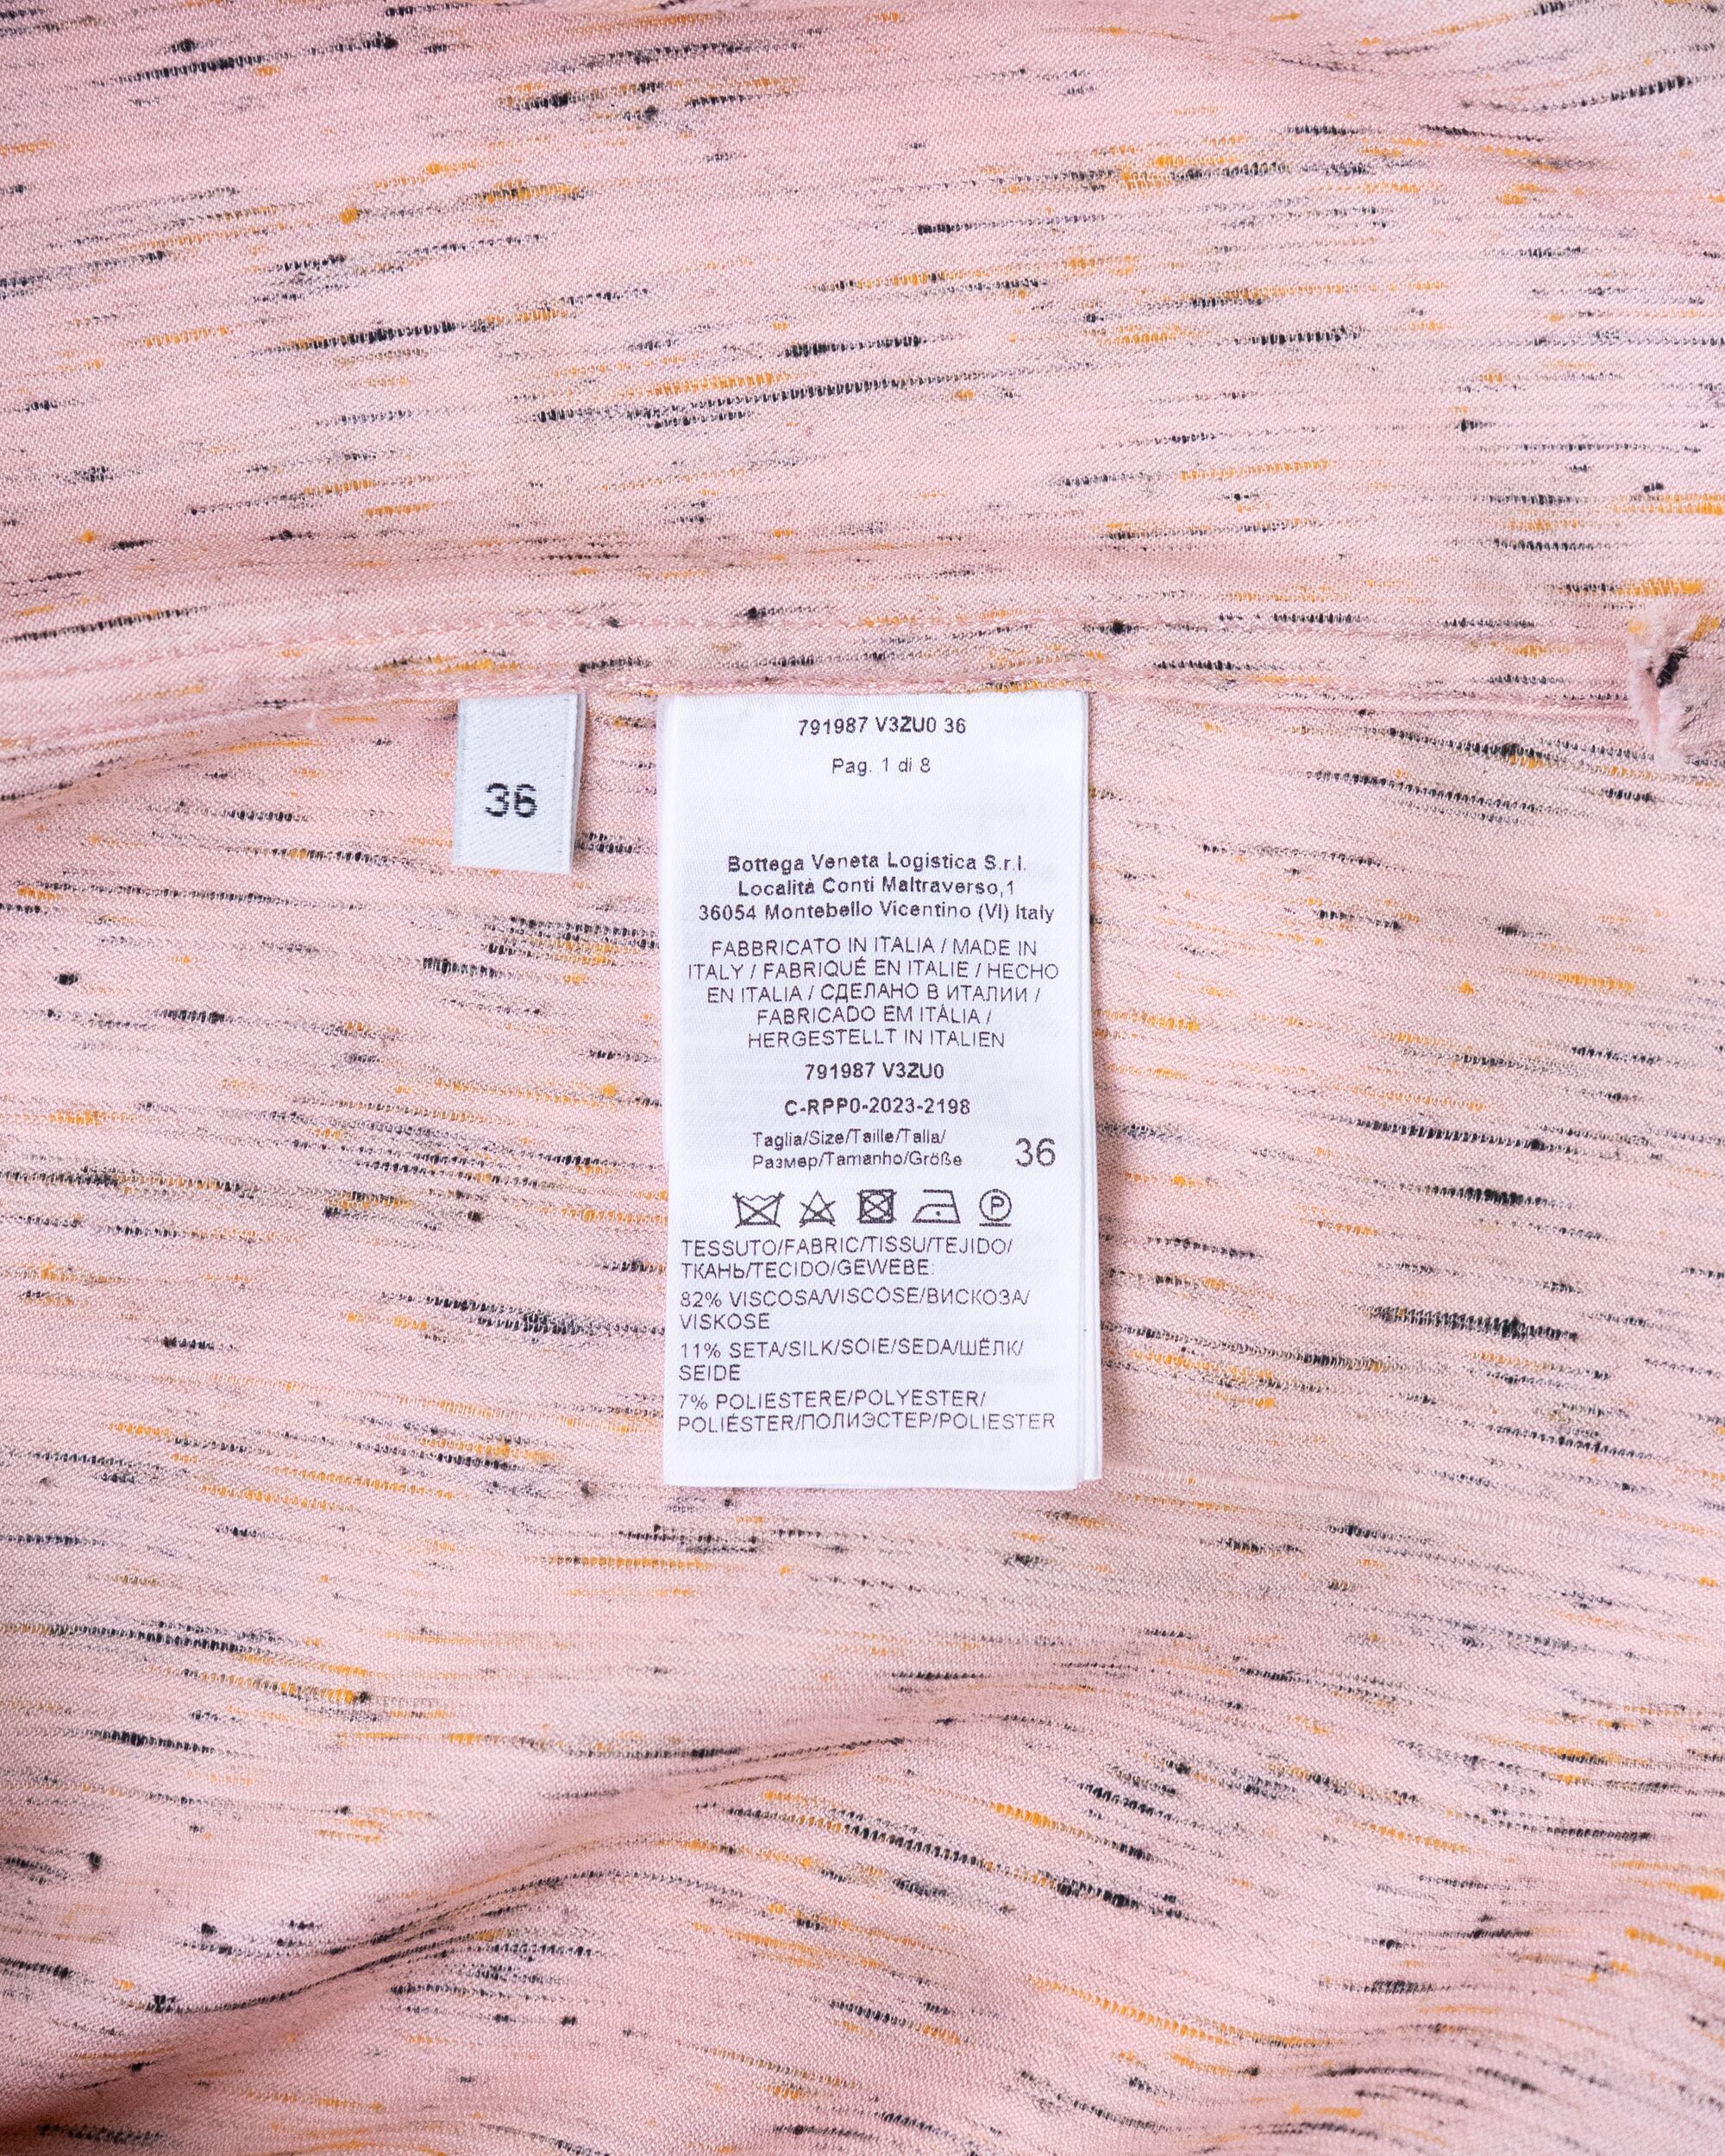 36
791987 V3ZU0 36
Pag. 1 di 8
Bottega Veneta Logistica S.r.l.
Località Conti Maltraverso,1
36054 Montebello Vicentino (VI) Italy
FABBRICATO IN ITALIA / MADE IN
ITALY / FABRIQUÉ EN ITALIE / HECHO
EN ITALIA / СДЕЛАНО В ИТАЛИИ /
FABRICADO EM ITÁLIA /
HERGESTELLT IN ITALIEN
791987 V3ZU0
C-RPP0-2023-2198
Taglia/Size/Taille/Talla/
Размер/Tamanho/Größe 36
P
TESSUTO/FABRIC/TISSU/TEJIDO/
ТКАНЬ/TECIDO/GEWEBE:
82% VISCOSA/VISCOSE/ВИСКОЗА/
VISKOSE
11% SETA/SILK/SOIE/SEDA/ШЁЛК/
SEIDE
7% POLIESTERE/POLYESTER/
POLIÉSTER/ПОЛИЭСТЕР/POLIESTER